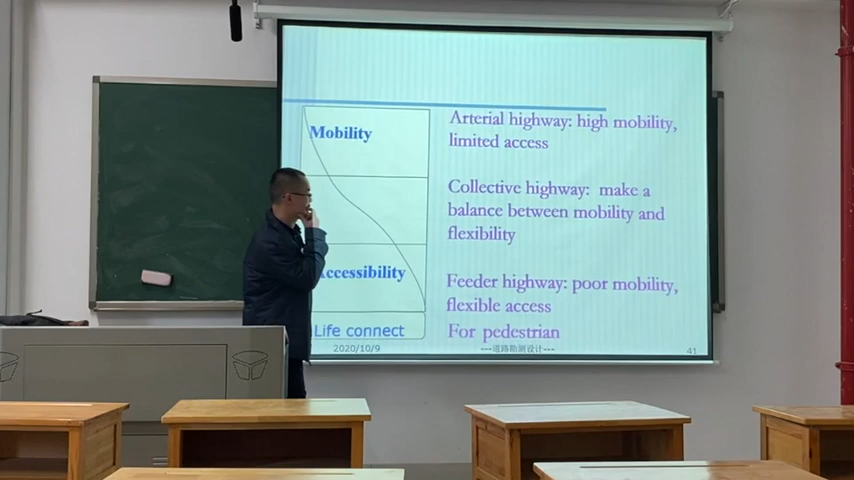 Mobility
Arterial highway: high mobility,
limited access
Collective highway: make a
balance between mobility and
flexibility
Accessibility
Feeder highway: poor mobility,
flexible access
Life connect
For pedestrian
2020/10/9
---道路勘测设计---
41